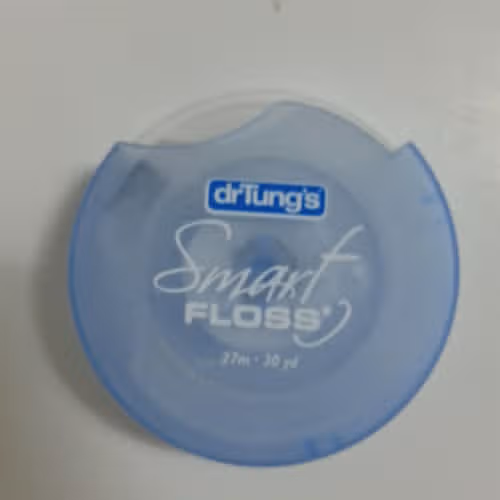 drTung's
Smart
FLOSS®
27m · 30 yd